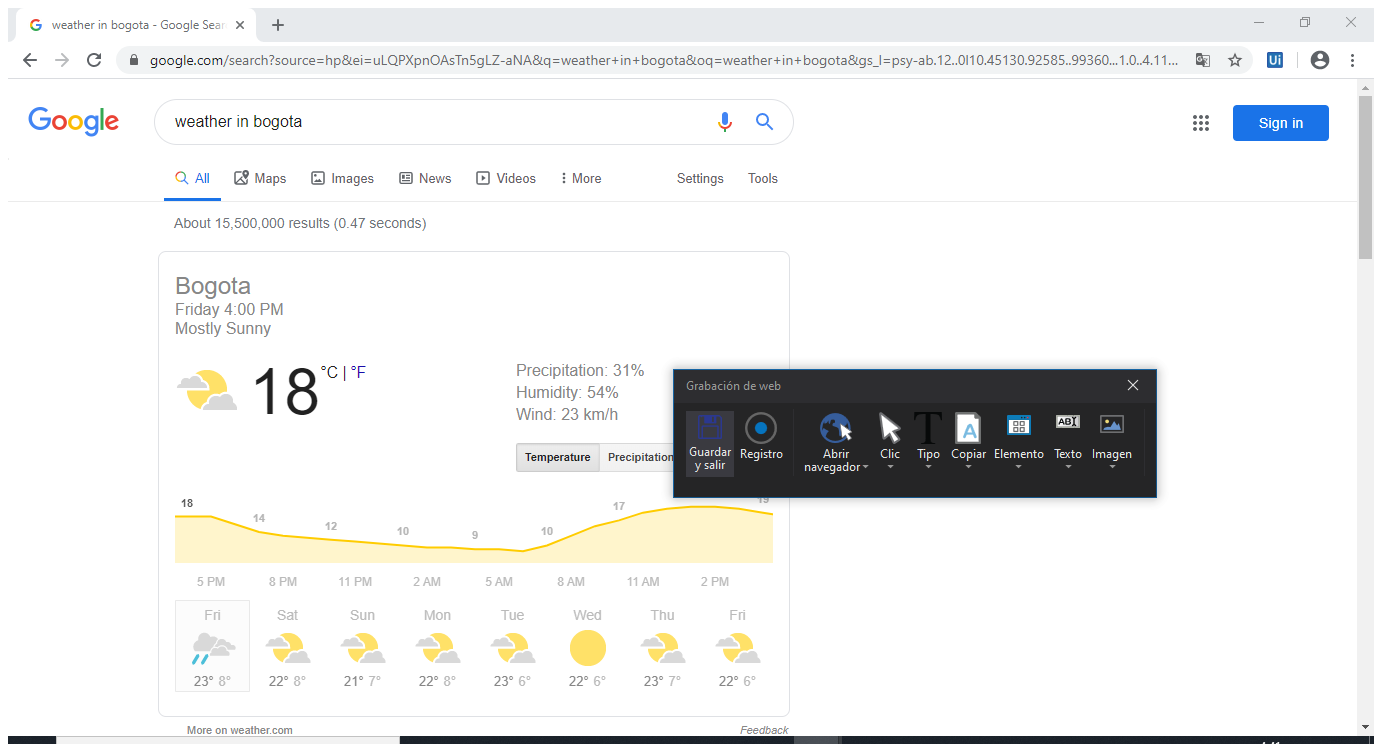 weather in bogota - Google Sear
google.com/search?source=hp&ei=uLQPXpnOAsTn5gLZ-aNA&q=weather+in+bogota&oq=weather+in+bogota&gs_l=psy-ab.12..0l10.45130.92585..99360...1.0..4.11...
Ui
Google
weather in bogota
Sign in
All Maps Images News Videos More Settings Tools
About 15,500,000 results (0.47 seconds)
Bogota
Friday 4:00 PM
Mostly Sunny
18 °C | °F
Precipitation: 31%
Humidity: 54%
Wind: 23 km/h
Temperature Precipitation
Grabación de web
Guardar y salir
Registro
Abrir navegador
Clic
Tipo
Copiar
Elemento
Texto
Imagen
T
A
ABI
18 14 12 10 9 10 17 19
5 PM 8 PM 11 PM 2 AM 5 AM 8 AM 11 AM 2 PM
Fri Sat Sun Mon Tue Wed Thu Fri
23° 8° 22° 8° 21° 7° 22° 8° 23° 6° 22° 6° 23° 7° 22° 6°
More on weather.com Feedback